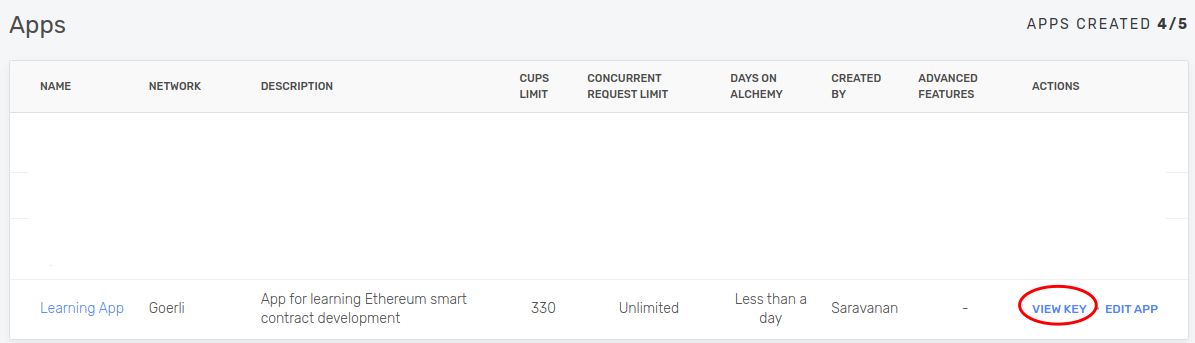 Apps
APPS CREATED 4/5
NAME NETWORK DESCRIPTION CUPS LIMIT CONCURRENT REQUEST LIMIT DAYS ON ALCHEMY CREATED BY ADVANCED FEATURES ACTIONS
Learning App Goerli App for learning Ethereum smart contract development 330 Unlimited Less than a day Saravanan - VIEW KEY EDIT APP